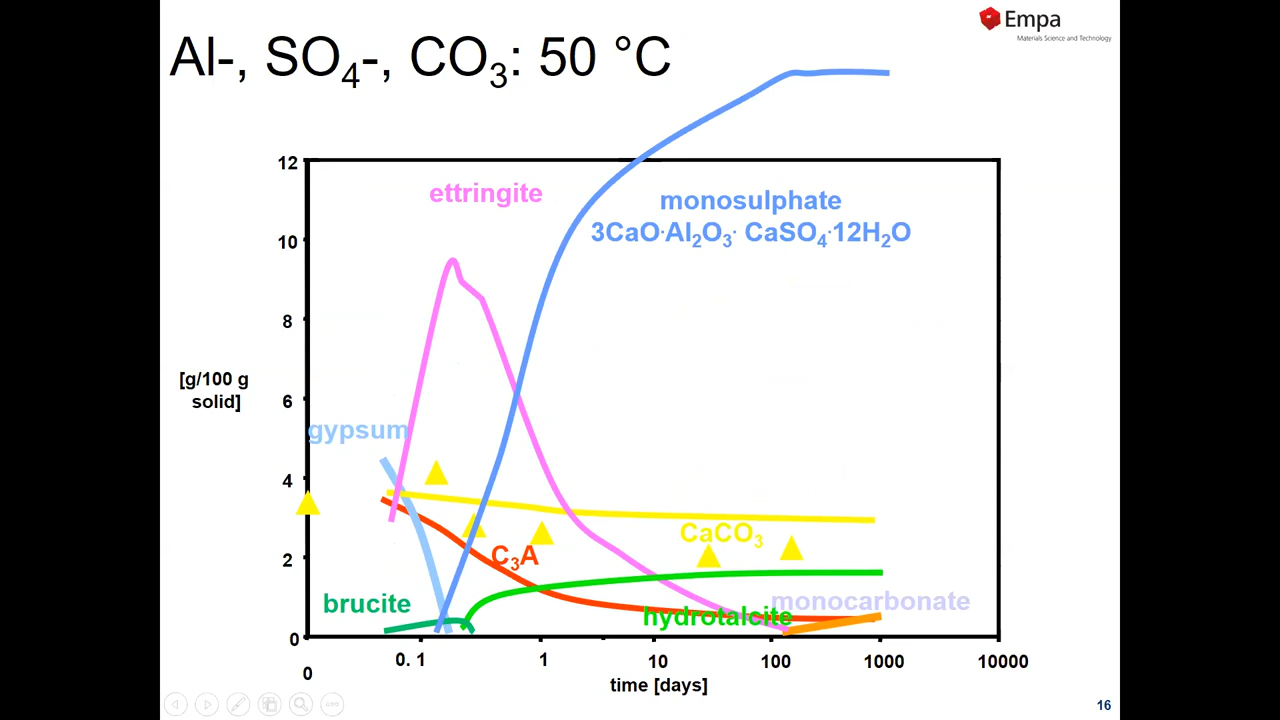 Empa
Materials Science and Technology
Al-, SO₄-, CO₃: 50 °C
12
10
8
6
4
2
0
[g/100 g
solid]
ettringite
monosulphate
3CaO·Al₂O₃· CaSO₄·12H₂O
gypsum
CaCO₃
C₃A
brucite
monocarbonate
hydrotalcite
0
0. 1
1
10
100
1000
10000
time [days]
16